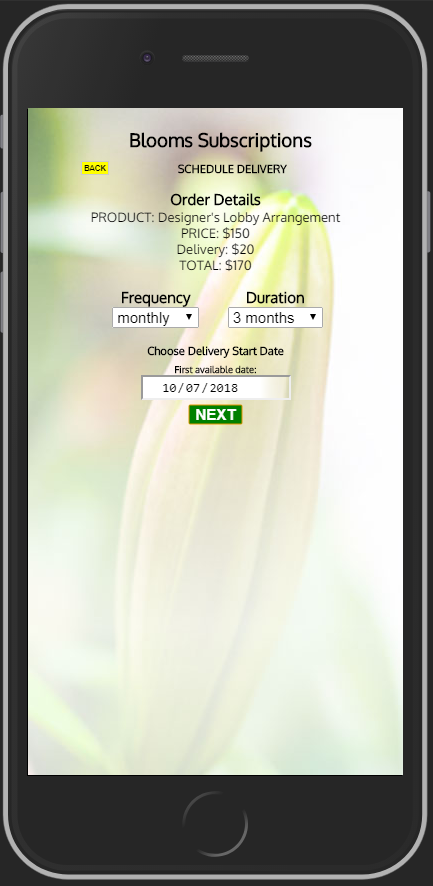 Blooms Subscriptions
BACK SCHEDULE DELIVERY
Order Details
PRODUCT: Designer's Lobby Arrangement
PRICE: $150
Delivery: $20
TOTAL: $170
Frequency Duration
monthly 3 months
Choose Delivery Start Date
First available date:
10/07/2018
NEXT